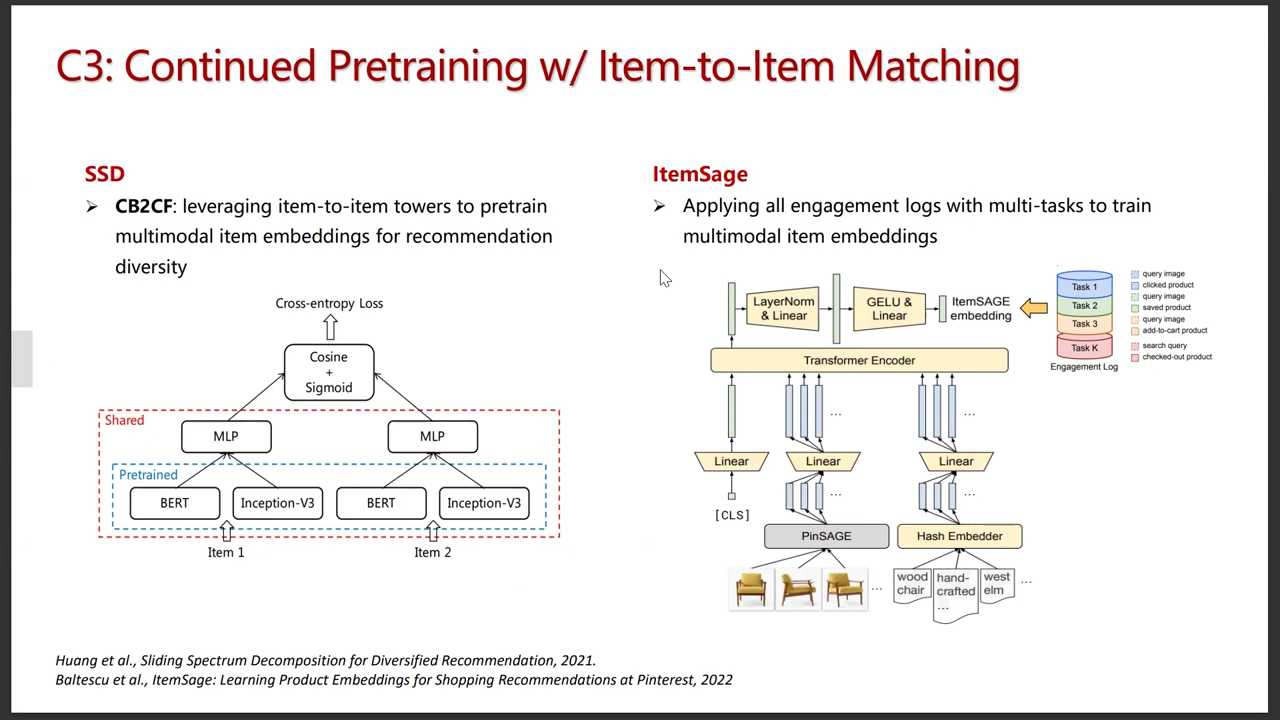 C3: Continued Pretraining w/ Item-to-Item Matching
SSD
➢ CB2CF: leveraging item-to-item towers to pretrain
multimodal item embeddings for recommendation
diversity
Cross-entropy Loss
Cosine
+
Sigmoid
Shared
MLP
MLP
Pretrained
BERT
Inception-V3
BERT
Inception-V3
Item 1
Item 2
ItemSage
➢ Applying all engagement logs with multi-tasks to train
multimodal item embeddings
LayerNorm
& Linear
GELU &
Linear
ItemSAGE
embedding
Task 1
Task 2
Task 3
Task K
Engagement Log
query image
clicked product
query image
saved product
query image
add-to-cart product
search query
checked-out product
Transformer Encoder
...
...
Linear
Linear
Linear
...
...
[CLS]
PinSAGE
Hash Embedder
...
wood
chair
hand-
crafted
...
west
elm
...
Huang et al., Sliding Spectrum Decomposition for Diversified Recommendation, 2021.
Baltescu et al., ItemSage: Learning Product Embeddings for Shopping Recommendations at Pinterest, 2022